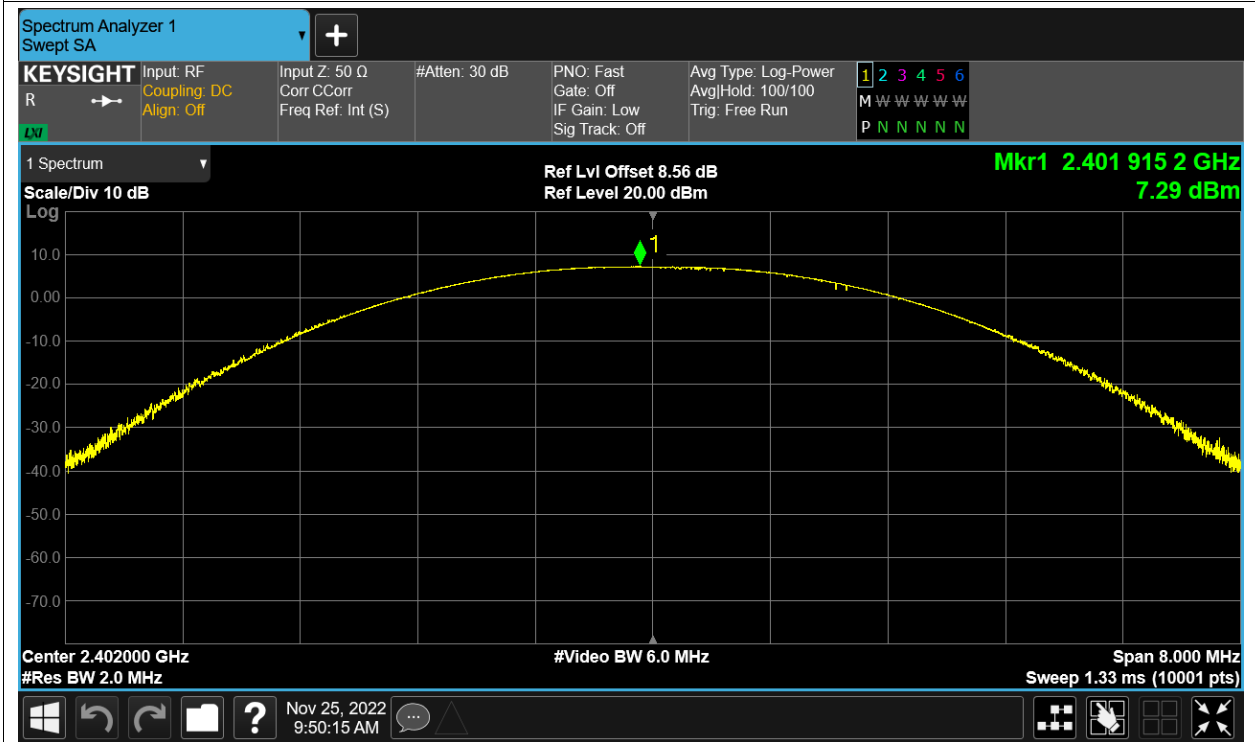 Spectrum Analyzer 1
Swept SA
+
KEYSIGHT
R
LXI
Input: RF
Coupling: DC
Align: Off
Input Z: 50 Ω
Corr CCorr
Freq Ref: Int (S)
#Atten: 30 dB
PNO: Fast
Gate: Off
IF Gain: Low
Sig Track: Off
Avg Type: Log-Power
Avg|Hold: 100/100
Trig: Free Run
1 2 3 4 5 6
M W W W W W
P N N N N N
1 Spectrum
Scale/Div 10 dB
Log
Ref Lvl Offset 8.56 dB
Ref Level 20.00 dBm
Mkr1 2.401 915 2 GHz
7.29 dBm
1
10.0
0.00
-10.0
-20.0
-30.0
-40.0
-50.0
-60.0
-70.0
Center 2.402000 GHz
#Res BW 2.0 MHz
#Video BW 6.0 MHz
Span 8.000 MHz
Sweep 1.33 ms (10001 pts)
?
Nov 25, 2022
9:50:15 AM